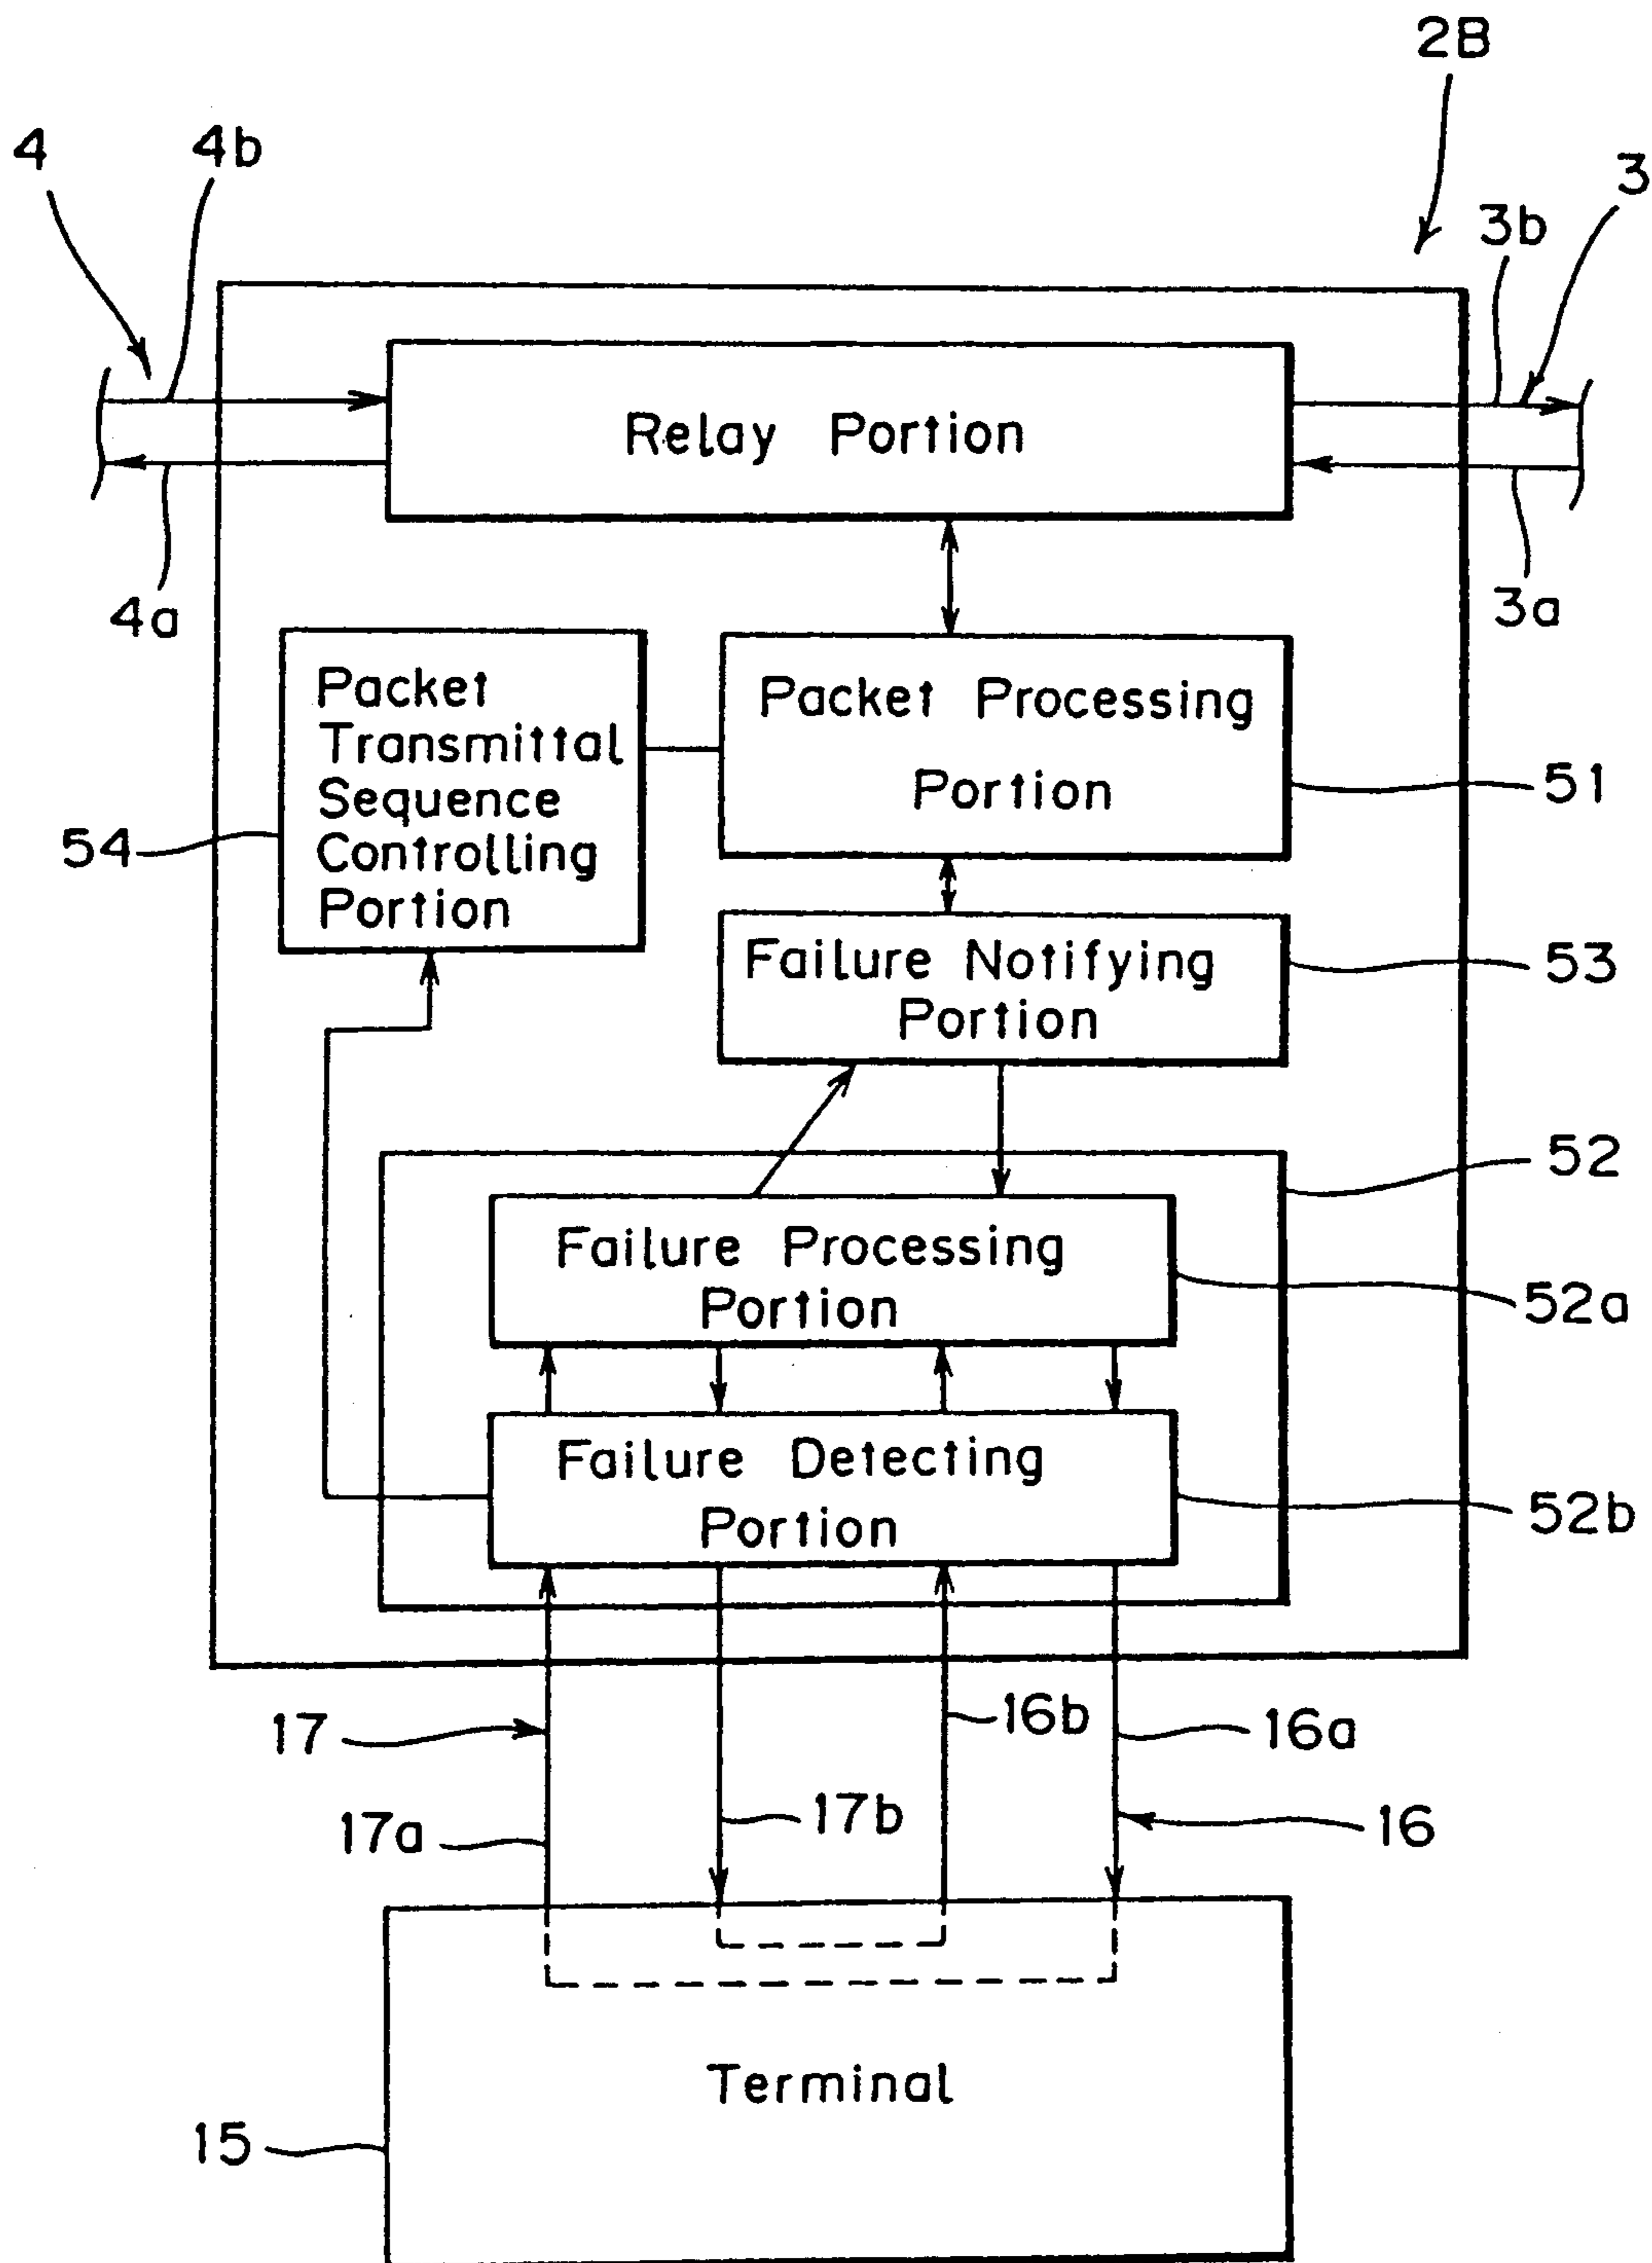 2B
4
4b
3
3b
Relay Portion
4a
3a
Packet
Transmittal
Sequence
Controlling
Portion
Packet Processing
Portion
51
54
Failure Notifying
Portion
53
52
Failure Processing
Portion
52a
Failure Detecting
Portion
52b
17
16b
16a
17a
17b
16
Terminal
15